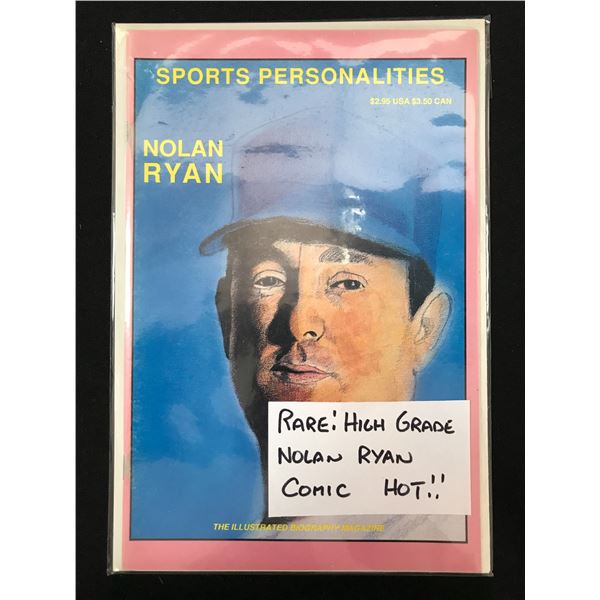 SPORTS PERSONALITIES
$2.95 USA $3.50 CAN
NOLAN
RYAN
RARE! HIGH GRADE
NOLAN RYAN
COMIC HOT!!
THE ILLUSTRATED BIOGRAPHY MAGAZINE